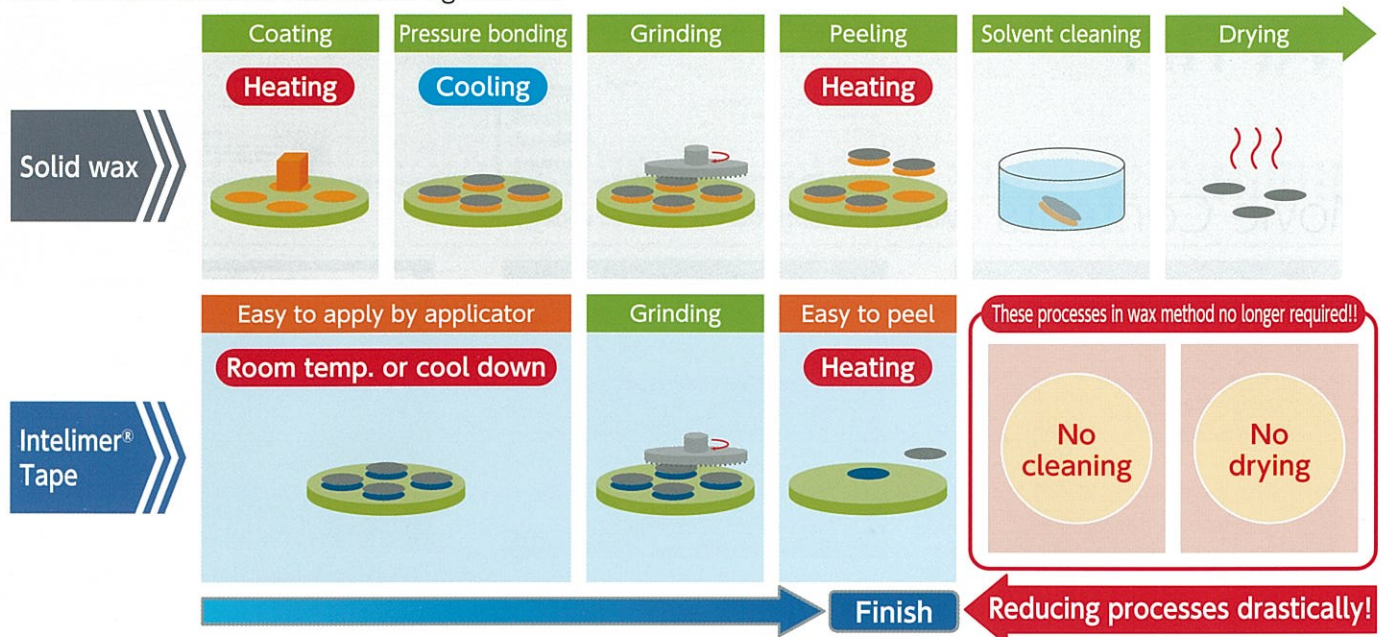 Coating
Pressure bonding
Grinding
Peeling
Solvent cleaning
Drying
Heating
Cooling
Heating
Solid wax
Easy to apply by applicator
Grinding
Easy to peel
These processes in wax method no longer required!!
Room temp. or cool down
Heating
Intelimer®
Tape
No
cleaning
No
drying
Finish
Reducing processes drastically!